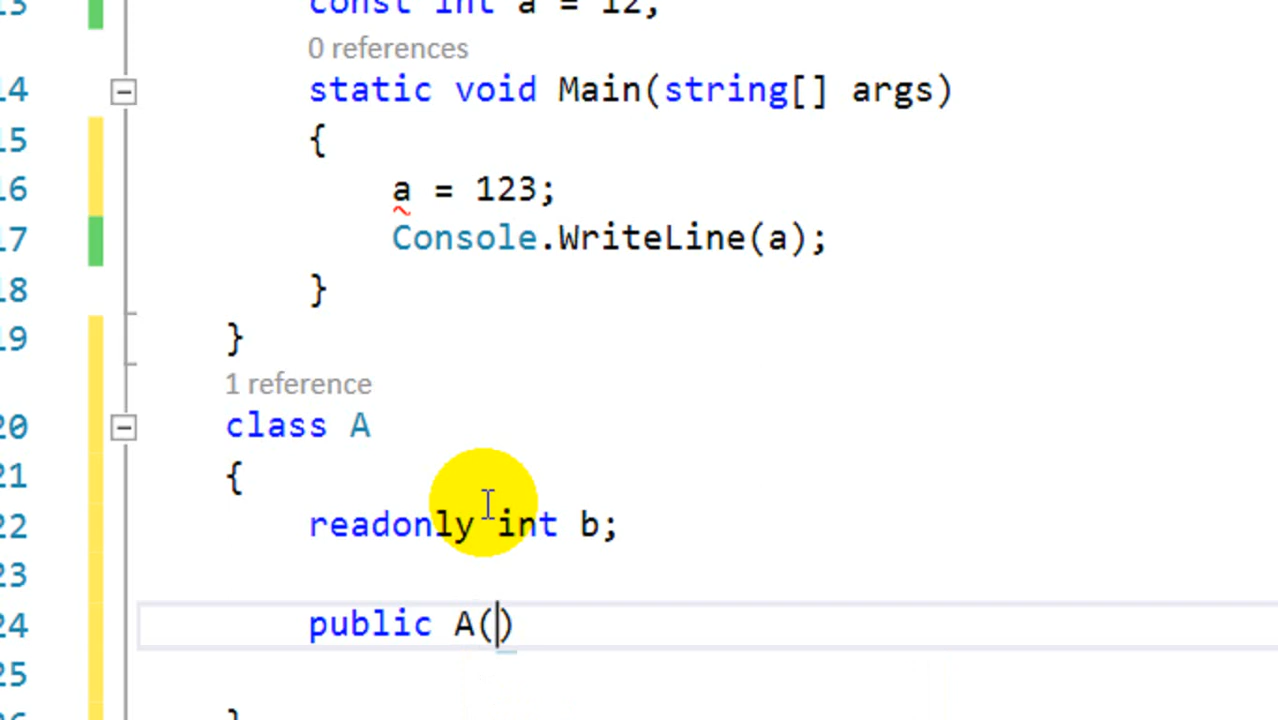 13 const int a = 12;
0 references
14 static void Main(string[] args)
15 {
16 a = 123;
17 Console.WriteLine(a);
18 }
19 }
1 reference
20 class A
21 {
22 readonly int b;
23
24 public A()
25
26 }